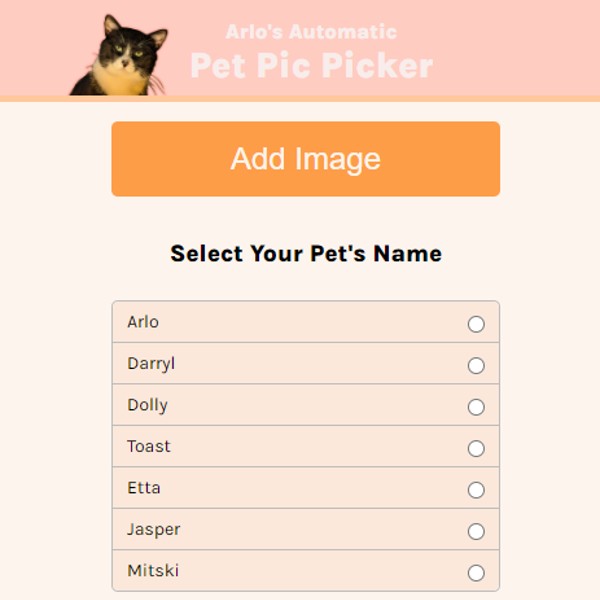 Arlo's Automatic
Pet Pic Picker
Add Image
Select Your Pet's Name
Arlo
Darryl
Dolly
Toast
Etta
Jasper
Mitski